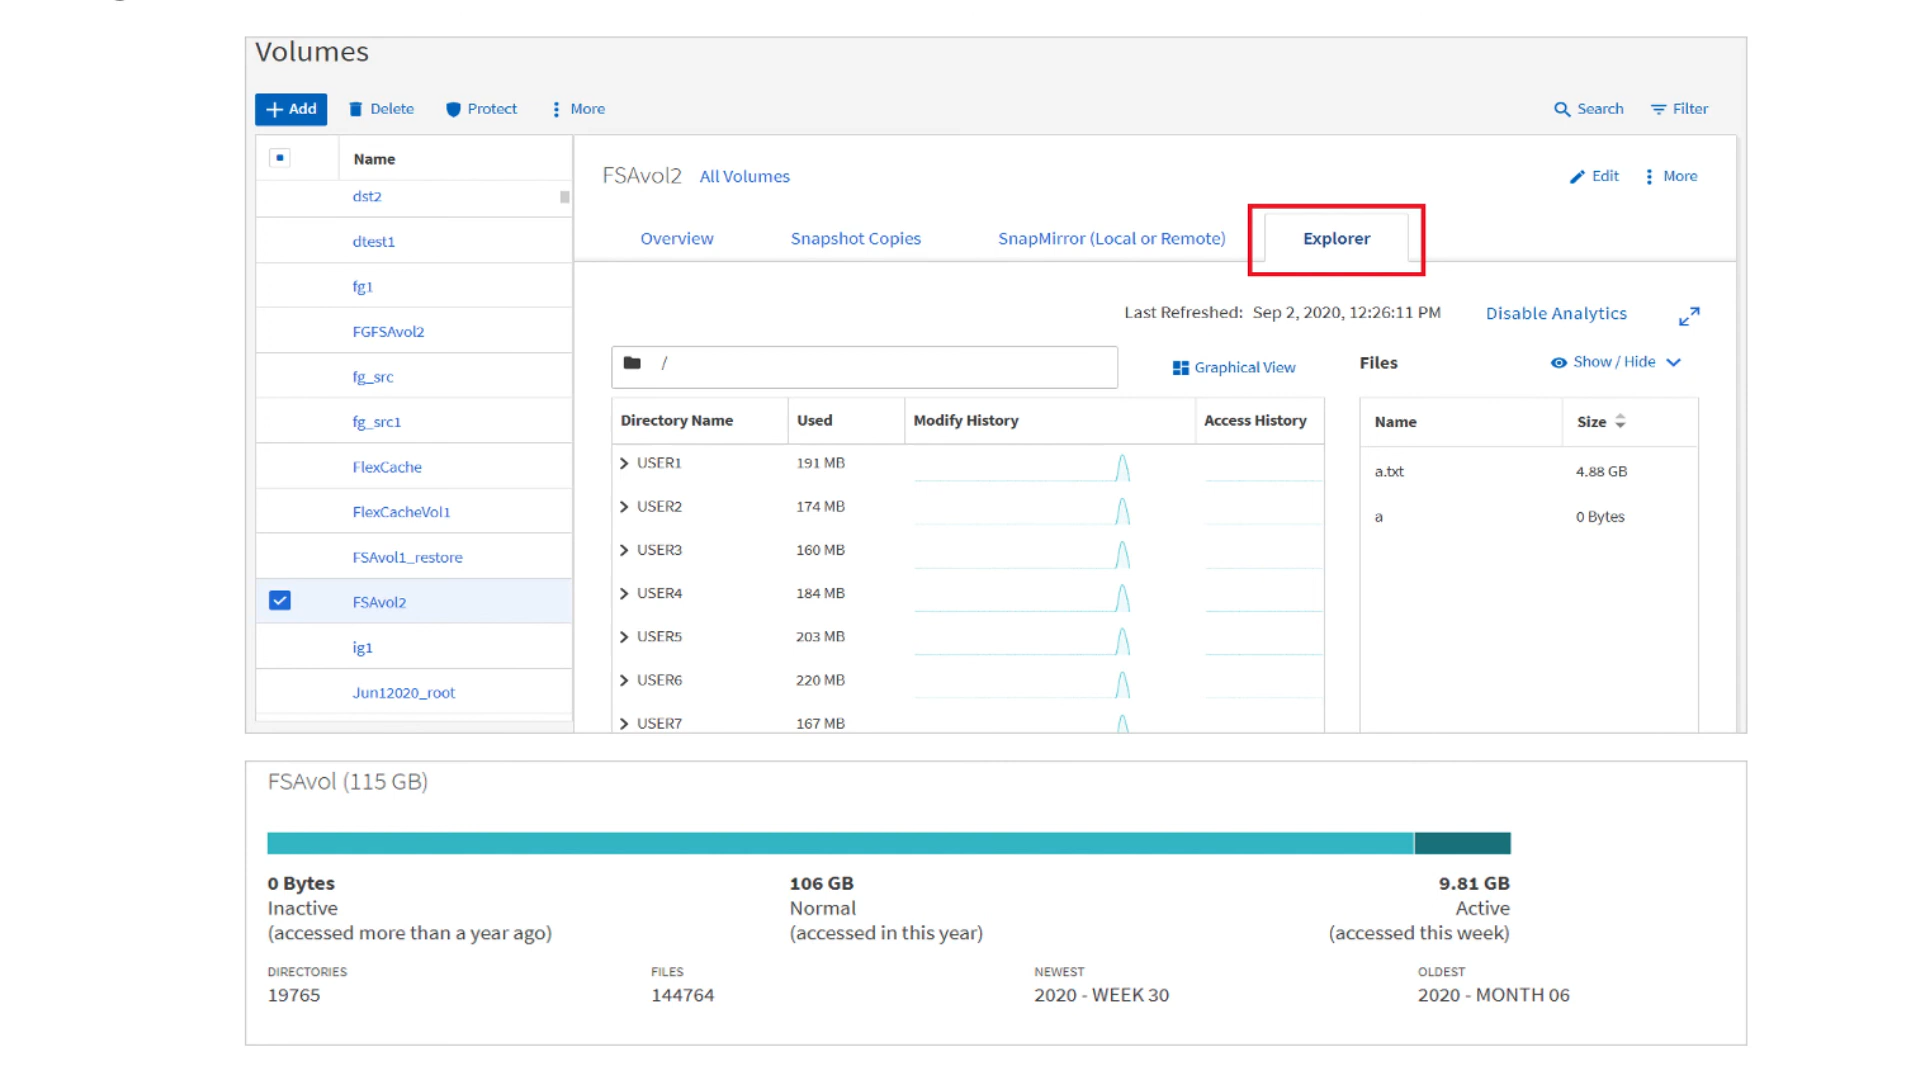 Volumes
Add Delete Protect More Search Filter
Name
dst2
dtest1
fg1
FGFSAvol2
fg_src
fg_src1
FlexCache
FlexCacheVol1
FSAvol1_restore
FSAvol2
ig1
Jun12020_root
FSAvol2 All Volumes Edit More
Overview Snapshot Copies SnapMirror (Local or Remote) Explorer
Last Refreshed: Sep 2, 2020, 12:26:11 PM Disable Analytics
/ Graphical View
Directory Name Used Modify History Access History
USER1 191 MB
USER2 174 MB
USER3 160 MB
USER4 184 MB
USER5 203 MB
USER6 220 MB
USER7 167 MB
Files Show / Hide
Name Size
a.txt 4.88 GB
a 0 Bytes
FSAvol (115 GB)
0 Bytes 106 GB 9.81 GB
Inactive Normal Active
(accessed more than a year ago) (accessed in this year) (accessed this week)
DIRECTORIES FILES NEWEST OLDEST
19765 144764 2020 - WEEK 30 2020 - MONTH 06